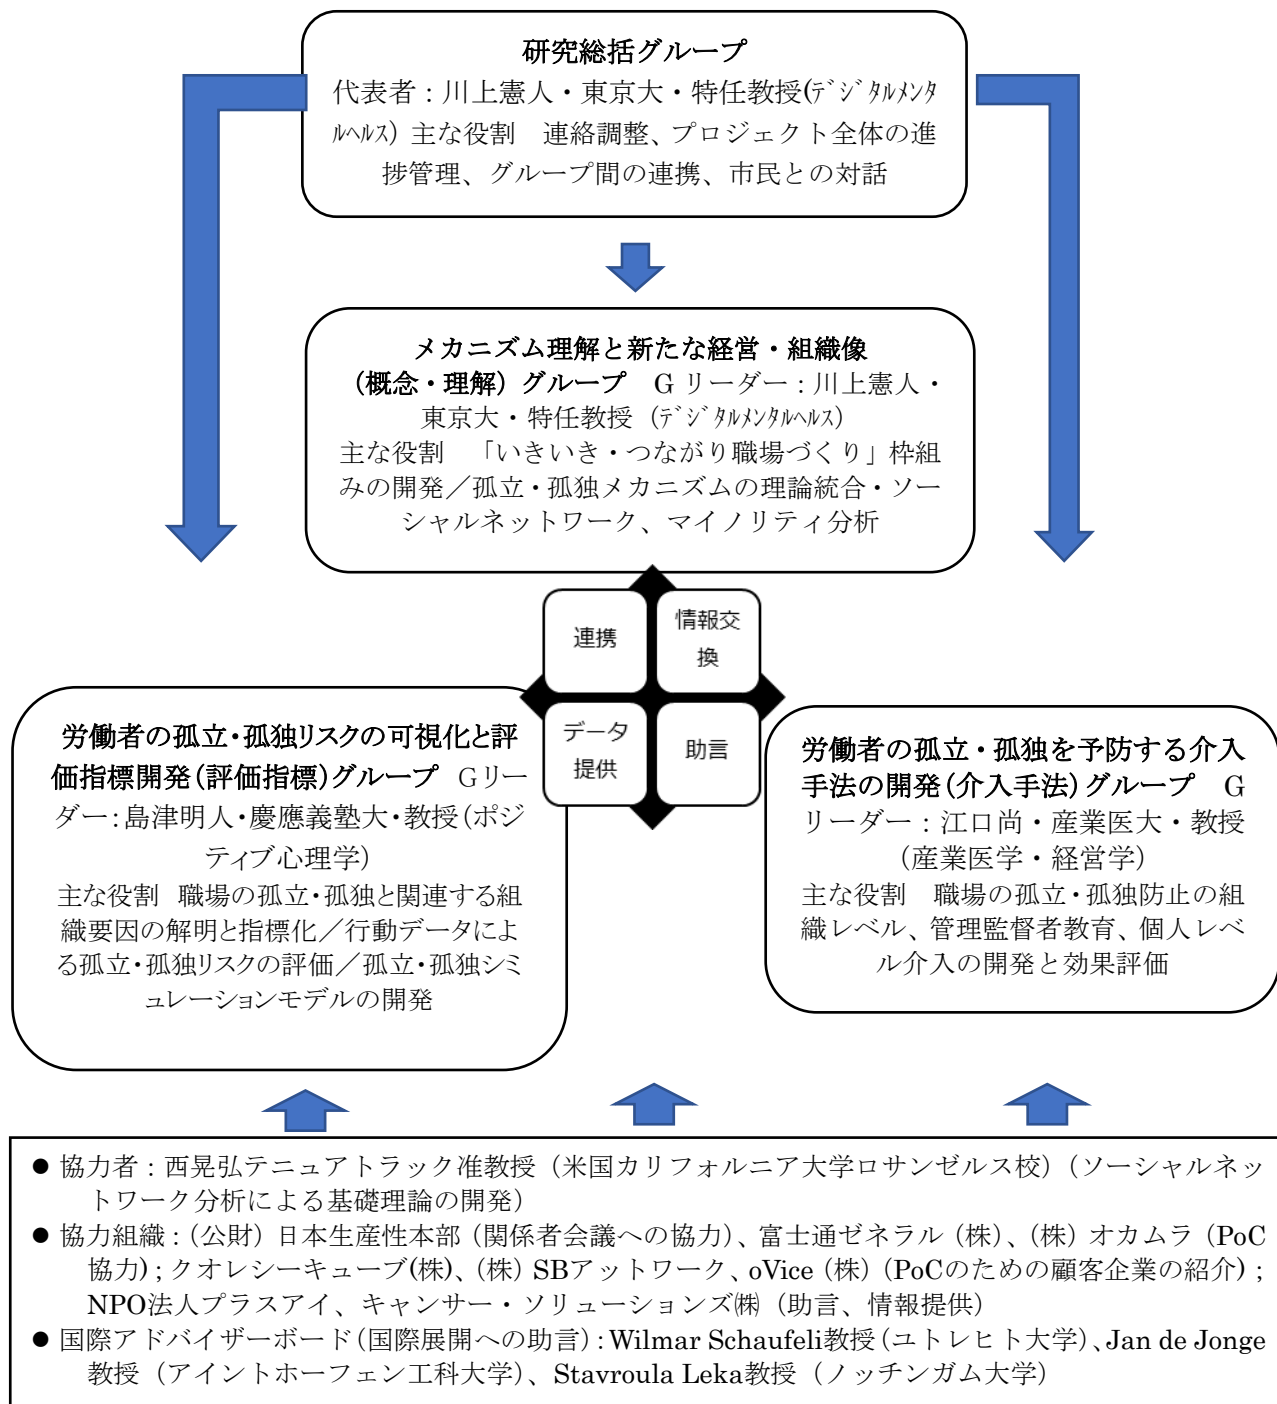 研究総括グループ
代表者：川上憲人・東京大・特任教授(ﾃﾞｼﾞﾀﾙﾒﾝﾀ
ﾙﾍﾙｽ) 主な役割　連絡調整、プロジェクト全体の進
捗管理、グループ間の連携、市民との対話
メカニズム理解と新たな経営・組織像
（概念・理解）グループ　G リーダー：川上憲人・
東京大・特任教授（ﾃﾞｼﾞﾀﾙﾒﾝﾀﾙﾍﾙｽ）
主な役割　「いきいき・つながり職場づくり」枠組
みの開発／孤立・孤独メカニズムの理論統合・ソー
シャルネットワーク、マイノリティ分析
連携
情報交
換
データ
提供
助言
労働者の孤立・孤独リスクの可視化と評
価指標開発(評価指標)グループ　Gリー
ダー：島津明人・慶應義塾大・教授(ポジ
ティブ心理学)
主な役割　職場の孤立・孤独と関連する組
織要因の解明と指標化／行動データによ
る孤立・孤独リスクの評価／孤立・孤独シミ
ュレーションモデルの開発
労働者の孤立・孤独を予防する介入
手法の開発(介入手法)グループ　G
リーダー：江口尚・産業医大・教授
(産業医学・経営学)
主な役割　職場の孤立・孤独防止の組
織レベル、管理監督者教育、個人レベ
ル介入の開発と効果評価
● 協力者：西晃弘テニュアトラック准教授（米国カリフォルニア大学ロサンゼルス校）（ソーシャルネッ
トワーク分析による基礎理論の開発）
● 協力組織：（公財）日本生産性本部（関係者会議への協力）、富士通ゼネラル（株）、（株）オカムラ（PoC
協力）；クオレシーキューブ(株)、（株）SBアットワーク、oVice（株）（PoCのための顧客企業の紹介）；
NPO法人プラスアイ、キャンサー・ソリューションズ㈱（助言、情報提供）
● 国際アドバイザーボード（国際展開への助言）：Wilmar Schaufeli教授（ユトレヒト大学）、Jan de Jonge
教授（アイントホーフェン工科大学）、Stavroula Leka教授（ノッチンガム大学）